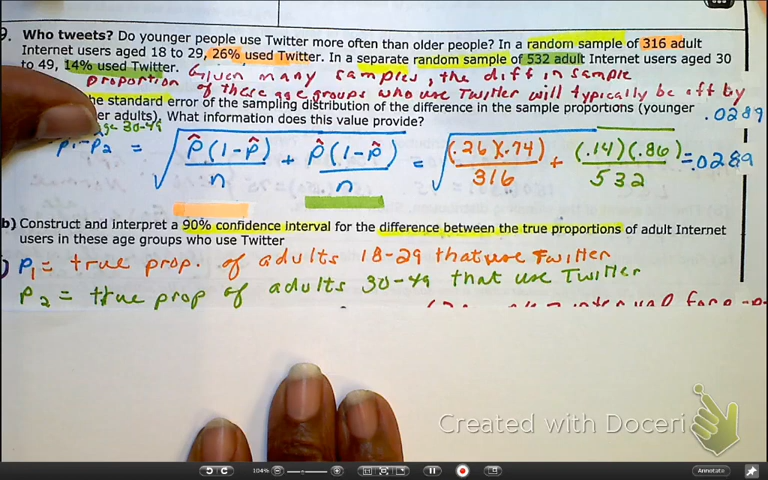 9. Who tweets? Do younger people use Twitter more often than older people? In a random sample of 316 adult
Internet users aged 18 to 29, 26% used Twitter. In a separate random sample of 532 adult Internet users aged 30
to 49, 14% used Twitter. Given many samples, the diff in sample
proportion of these age groups who use Twitter will typically be off by
.0289
the standard error of the sampling distribution of the difference in the sample proportions (younger
er adults). What information does this value provide?
30-49
p₁-p₂ = √ p̂(1-p̂)/n + p̂(1-p̂)/n = √ (.26)(.74)/316 + (.14)(.86)/532 = .0289
b) Construct and interpret a 90% confidence interval for the difference between the true proportions of adult Internet
users in these age groups who use Twitter
P₁ = true prop. of adults 18-29 that use Twitter
P₂ = true prop of adults 30-49 that use Twitter
interval for
Created with Doceri
104%
Annotate